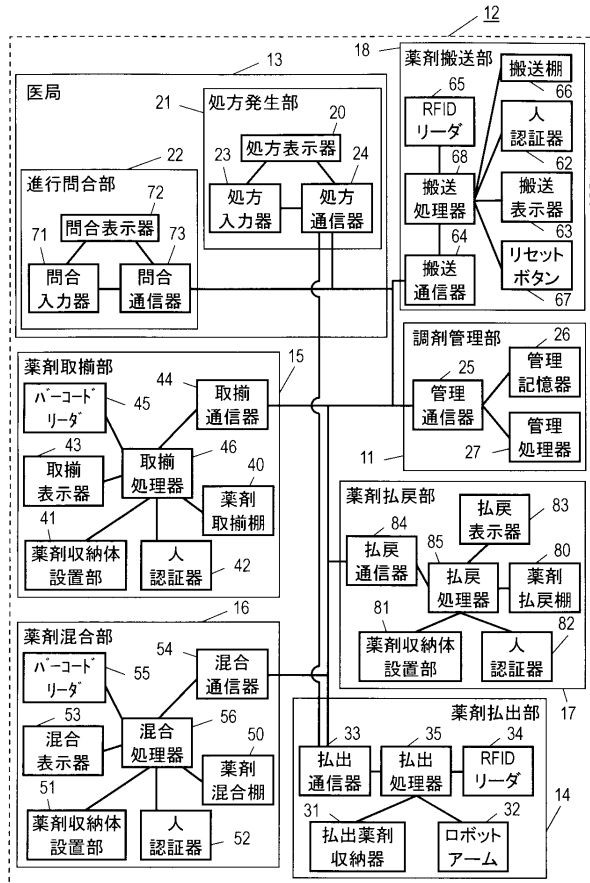 12
13
医局
21
処方発生部
20
処方表示器
23
24
処方
入力器
処方
通信器
22
進行問合部
72
問合表示器
71
73
問合
入力器
問合
通信器
18
薬剤搬送部
65
RFID
リーダ
搬送棚
66
人
認証器
62
68
搬送
処理器
搬送
表示器
63
64
搬送
通信器
リセット
ボタン
67
調剤管理部
26
25
管理
通信器
管理
記憶器
11
27
管理
処理器
薬剤取揃部
44
15
バーコード
リーダ
45
取揃
通信器
43
46
取揃
表示器
取揃
処理器
40
薬剤
取揃棚
41
薬剤収納体
設置部
人
認証器
42
薬剤払戻部
84
払戻
表示器
83
払戻
通信器
85
80
払戻
処理器
薬剤
払戻棚
81
薬剤収納体
設置部
人
認証器
82
17
16
薬剤混合部
54
バーコード
リーダ
55
混合
通信器
53
56
混合
表示器
混合
処理器
50
薬剤
混合棚
51
薬剤収納体
設置部
人
認証器
52
薬剤払出部
33
35
34
払出
通信器
払出
処理器
RFID
リーダ
31
32
払出薬剤
収納器
ロボット
アーム
14